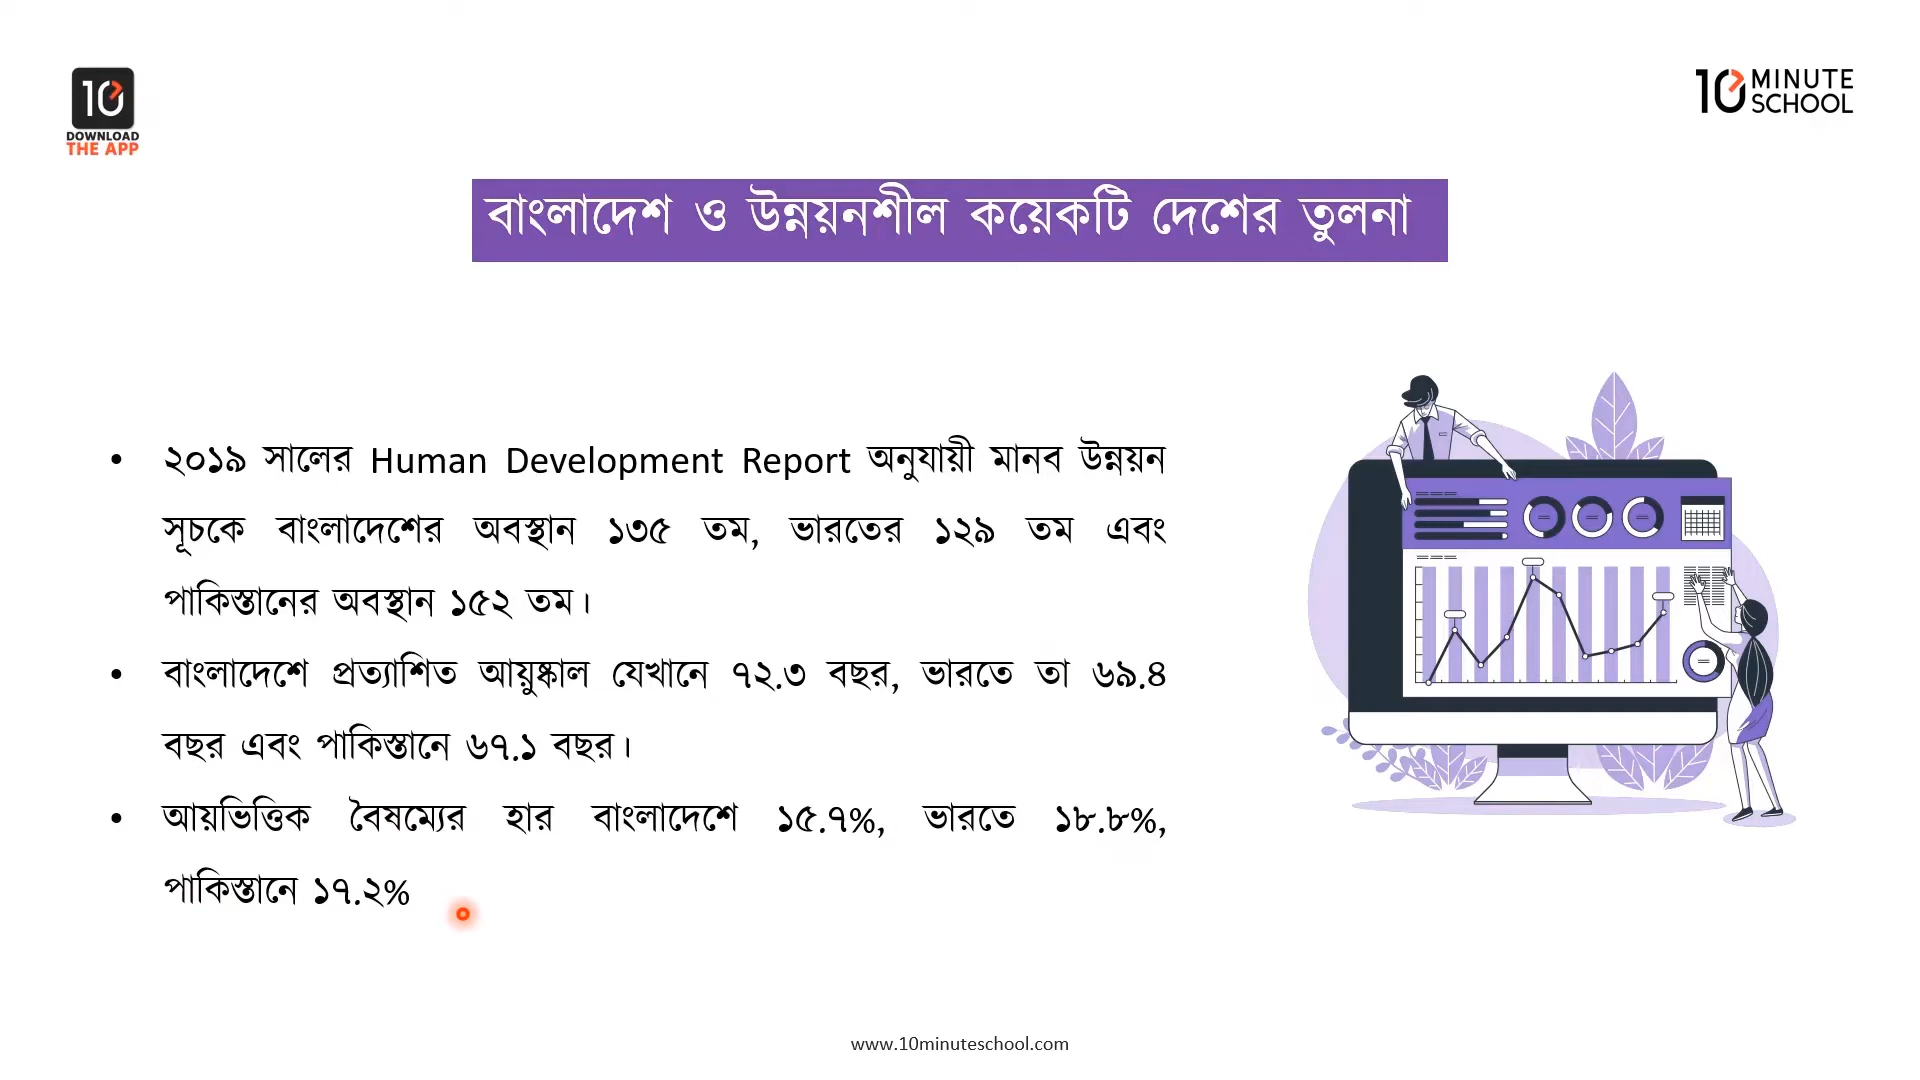 10
DOWNLOAD
THE APP
10 MINUTE
SCHOOL
বাংলাদেশ ও উন্নয়নশীল কয়েকটি দেশের তুলনা
• ২০১৯ সালের Human Development Report অনুযায়ী মানব উন্নয়ন
সূচকে বাংলাদেশের অবস্থান ১৩৫ তম, ভারতের ১২৯ তম এবং
পাকিস্তানের অবস্থান ১৫২ তম।
• বাংলাদেশে প্রত্যাশিত আয়ুষ্কাল যেখানে ৭২.৩ বছর, ভারতে তা ৬৯.৪
বছর এবং পাকিস্তানে ৬৭.১ বছর।
• আয়ভিত্তিক বৈষম্যের হার বাংলাদেশে ১৫.৭%, ভারতে ১৮.৮%,
পাকিস্তানে ১৭.২%
www.10minuteschool.com